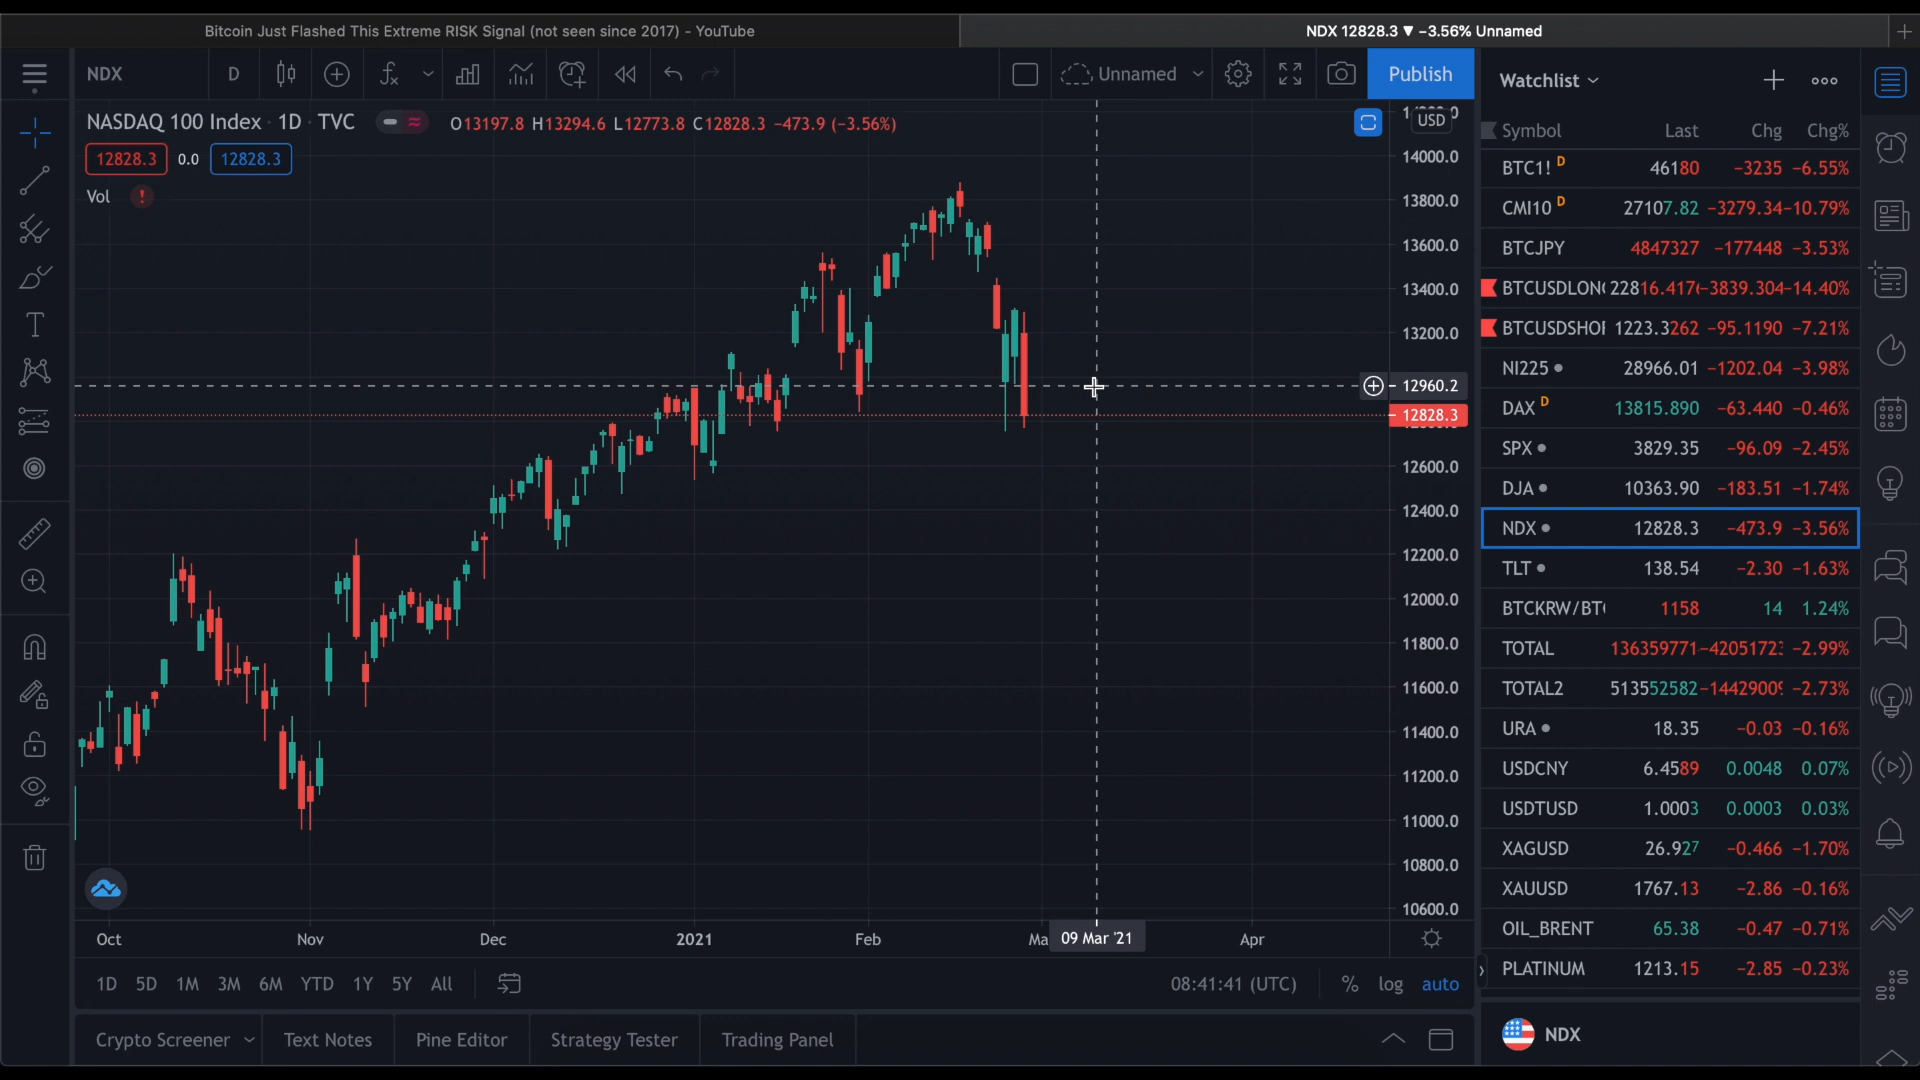 Bitcoin Just Flashed This Extreme RISK Signal (not seen since 2017) - YouTube
NDX 12828.3 ▼ −3.56% Unnamed
NDX D Unnamed Publish
Watchlist
NASDAQ 100 Index · 1D · TVC O13197.8 H13294.6 L12773.8 C12828.3 −473.9 (−3.56%)
12828.3 0.0 12828.3
Vol
USD
14000.0
13800.0
13600.0
13400.0
13200.0
12960.2
12828.3
12600.0
12400.0
12200.0
12000.0
11800.0
11600.0
11400.0
11200.0
11000.0
10800.0
10600.0
Oct Nov Dec 2021 Feb Ma 09 Mar '21 Apr
1D 5D 1M 3M 6M YTD 1Y 5Y All 08:41:41 (UTC) % log auto
Crypto Screener Text Notes Pine Editor Strategy Tester Trading Panel
Symbol Last Chg Chg%
BTC1! D 46180 −3235 −6.55%
CMI10 D 27107.82 −3279.34 −10.79%
BTCJPY 4847327 −177448 −3.53%
BTCUSDLON 22816.417 −3839.304 −14.40%
BTCUSDSHO 1223.3262 −95.1190 −7.21%
NI225 28966.01 −1202.04 −3.98%
DAX D 13815.890 −63.440 −0.46%
SPX 3829.35 −96.09 −2.45%
DJA 10363.90 −183.51 −1.74%
NDX 12828.3 −473.9 −3.56%
TLT 138.54 −2.30 −1.63%
BTCKRW/BT 1158 14 1.24%
TOTAL 136359771 −4205172 −2.99%
TOTAL2 513552582 −1442900 −2.73%
URA 18.35 −0.03 −0.16%
USDCNY 6.4589 0.0048 0.07%
USDTUSD 1.0003 0.0003 0.03%
XAGUSD 26.927 −0.466 −1.70%
XAUUSD 1767.13 −2.86 −0.16%
OIL_BRENT 65.38 −0.47 −0.71%
PLATINUM 1213.15 −2.85 −0.23%
NDX